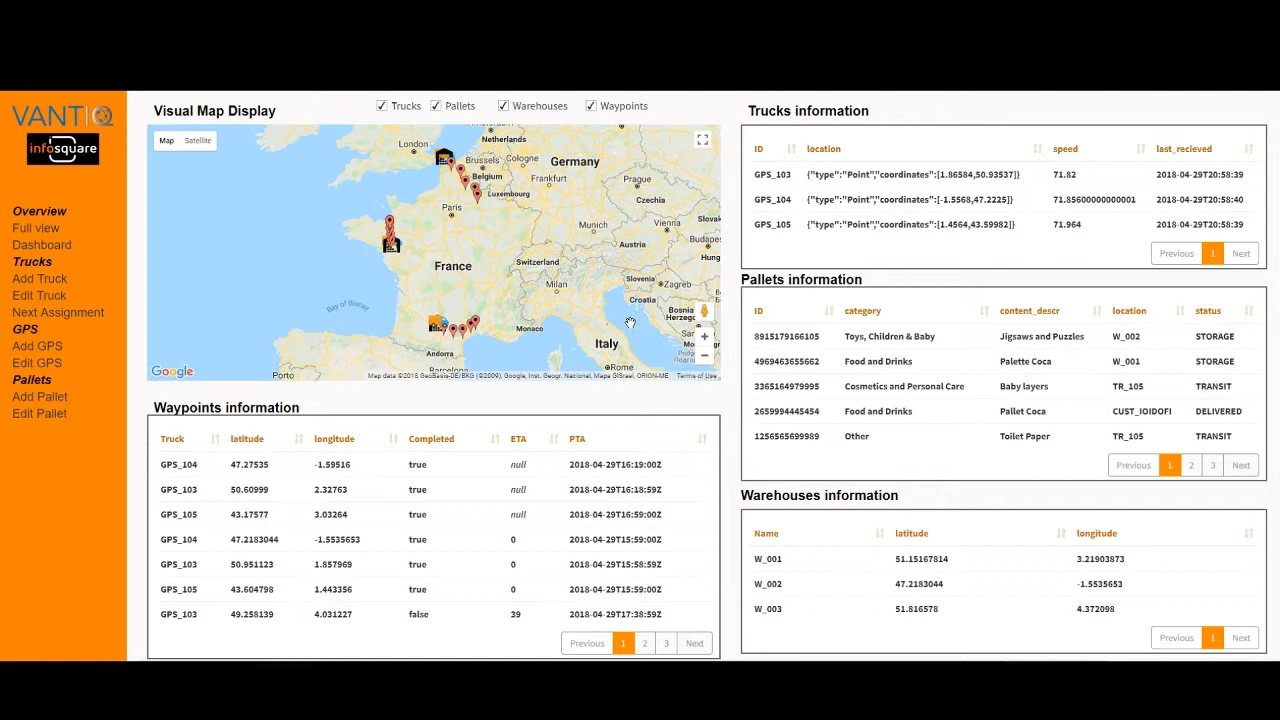 VANTIQ
infosquare
Overview
Full view
Dashboard
Trucks
Add Truck
Edit Truck
Next Assignment
GPS
Add GPS
Edit GPS
Pallets
Add Pallet
Edit Pallet
Visual Map Display
Trucks Pallets Warehouses Waypoints
Map Satellite
London
Netherlands
Brussels
Cologne
Germany
Belgium
Frankfurt
Prague
Luxembourg
Czechia
Paris
Vienna
Munich
Austria
Budapest
France
Switzerland
Hung
Slovenia
Milan
Zagreb
Croatia
Bay of Biscay
Bosnia
Herzeg
Monaco
Italy
Andorra
Rome
Barcelona
Porto
Google
Map data ©2018 GeoBasis-DE/BKG (©2009), Google, Inst. Geogr. Nacional, Mapa GISrael, ORION-ME Terms of Use
Waypoints information
Truck latitude longitude Completed ETA PTA
GPS_104 47.27535 -1.59516 true null 2018-04-29T16:19:00Z
GPS_103 50.60999 2.32763 true null 2018-04-29T16:18:59Z
GPS_105 43.17577 3.03264 true null 2018-04-29T16:59:00Z
GPS_104 47.2183044 -1.5535653 true 0 2018-04-29T15:59:00Z
GPS_103 50.951123 1.857969 true 0 2018-04-29T15:58:59Z
GPS_105 43.604798 1.443356 true 0 2018-04-29T15:59:00Z
GPS_103 49.258139 4.031227 false 39 2018-04-29T17:38:59Z
Previous 1 2 3 Next
Trucks information
ID location speed last_recieved
GPS_103 {"type":"Point","coordinates":[1.86584,50.93537]} 71.82 2018-04-29T20:58:39
GPS_104 {"type":"Point","coordinates":[-1.5568,47.2225]} 71.85600000000001 2018-04-29T20:58:40
GPS_105 {"type":"Point","coordinates":[1.4564,43.59982]} 71.964 2018-04-29T20:58:39
Previous 1 Next
Pallets information
ID category content_descr location status
8915179166105 Toys, Children & Baby Jigsaws and Puzzles W_002 STORAGE
4969463655662 Food and Drinks Palette Coca W_001 STORAGE
3365164979995 Cosmetics and Personal Care Baby layers TR_105 TRANSIT
2659994445454 Food and Drinks Pallet Coca CUST_IOIDOFI DELIVERED
1256565699989 Other Toilet Paper TR_105 TRANSIT
Previous 1 2 3 Next
Warehouses information
Name latitude longitude
W_001 51.15167814 3.21903873
W_002 47.2183044 -1.5535653
W_003 51.816578 4.372098
Previous 1 Next